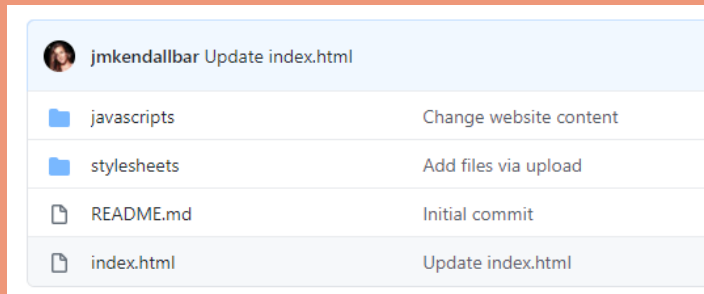 jmkendallbar Update index.html
javascripts Change website content
stylesheets Add files via upload
README.md Initial commit
index.html Update index.html